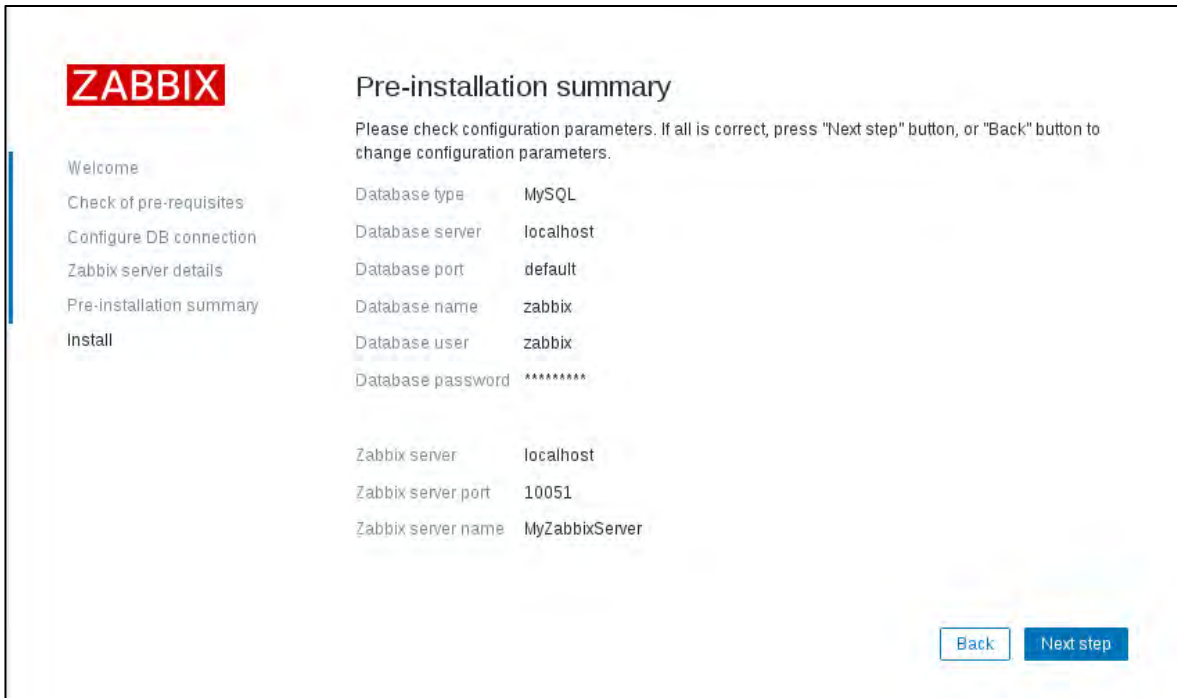 ZABBIX
Welcome
Check of pre-requisites
Configure DB connection
Zabbix server details
Pre-installation summary
Install
Pre-installation summary
Please check configuration parameters. If all is correct, press "Next step" button, or "Back" button to
change configuration parameters.
Database type MySQL
Database server localhost
Database port default
Database name zabbix
Database user zabbix
Database password *********
Zabbix server localhost
Zabbix server port 10051
Zabbix server name MyZabbixServer
Back Next step